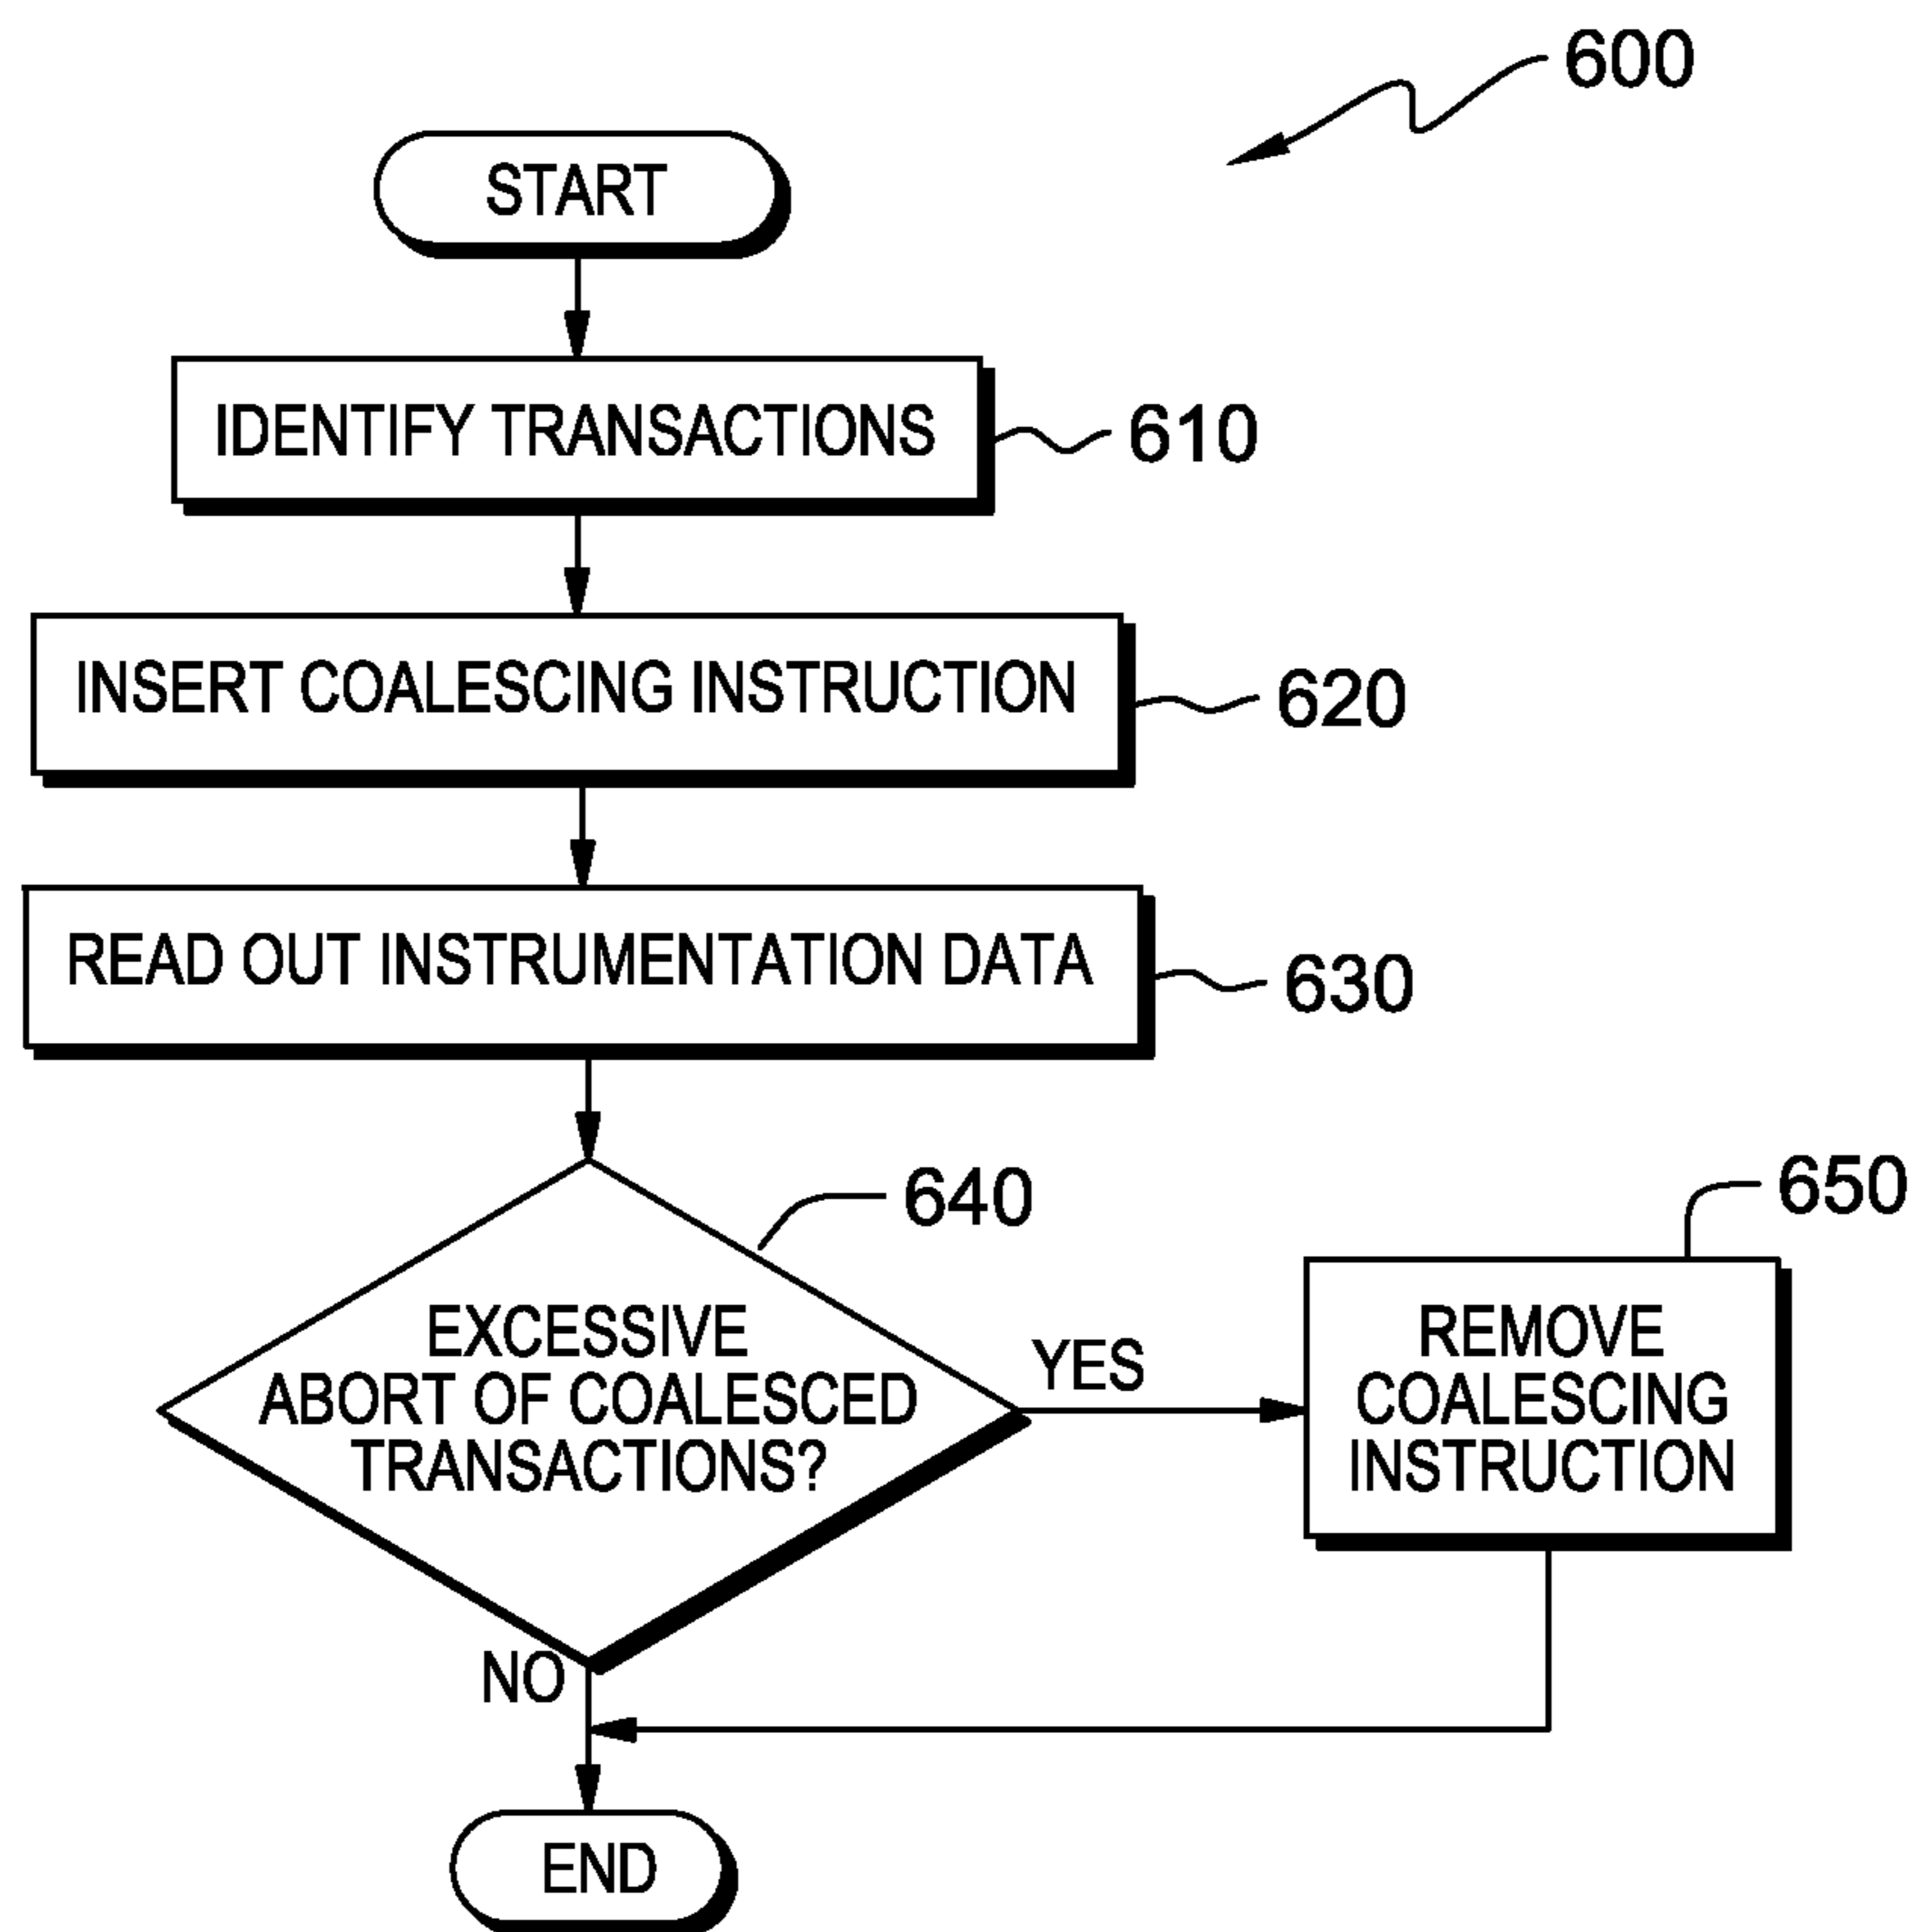 600
START
IDENTIFY TRANSACTIONS
610
INSERT COALESCING INSTRUCTION
620
READ OUT INSTRUMENTATION DATA
630
640
EXCESSIVE
ABORT OF COALESCED
TRANSACTIONS?
YES
650
REMOVE
COALESCING
INSTRUCTION
NO
END